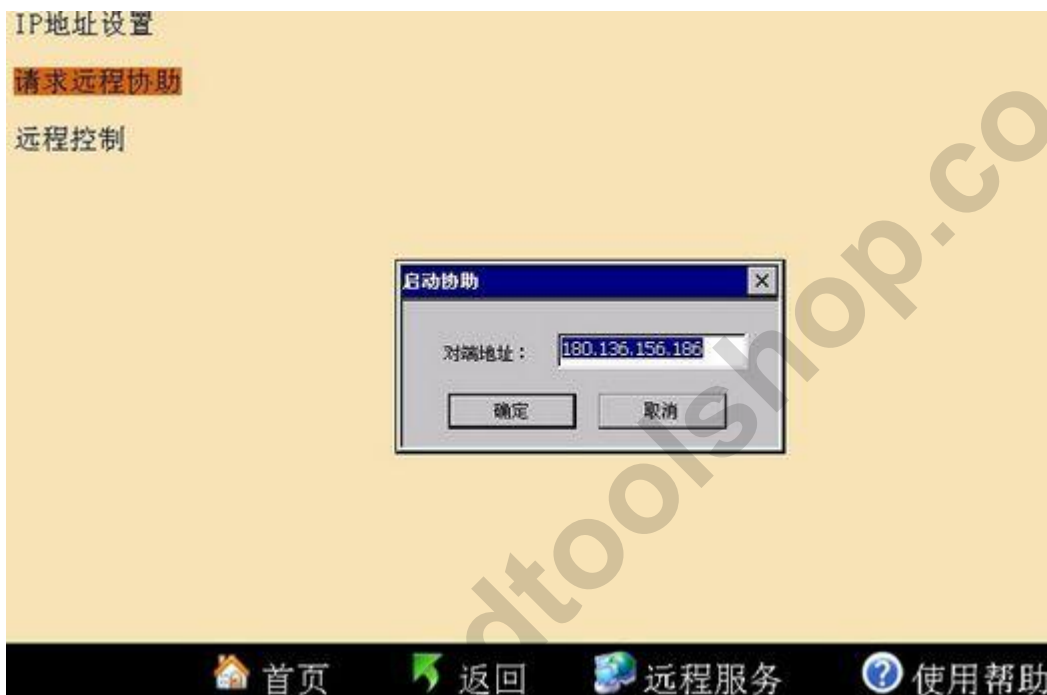 IP地址设置
请求远程协助
远程控制
启动协助
对端地址：
180.136.156.186
确定
取消
dtoolshop.co
首页
返回
远程服务
使用帮助